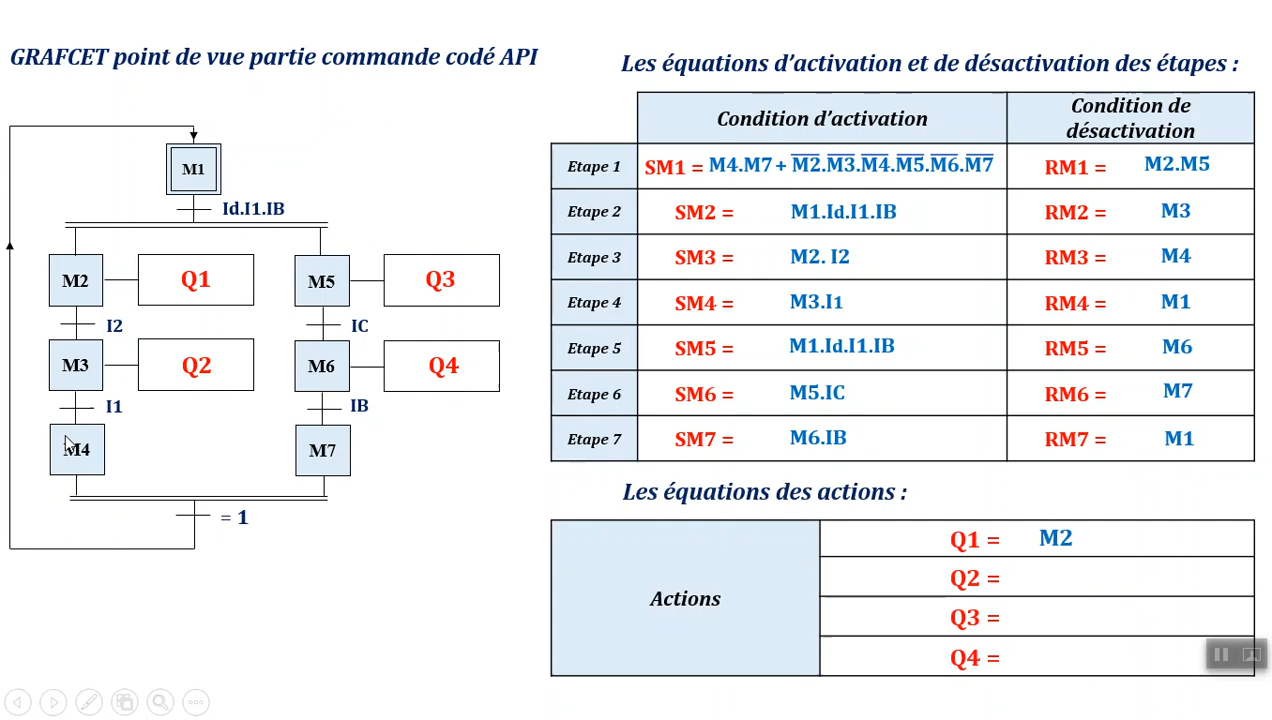 GRAFCET point de vue partie commande codé API
M1
Id.I1.IB
M2
Q1
M5
Q3
I2
IC
M3
Q2
M6
Q4
I1
IB
M4
M7
= 1
Les équations d'activation et de désactivation des étapes :
Condition d'activation
Condition de
désactivation
Etape 1
SM1 = M4.M7 + M̅2̅.M̅3̅.M̅4̅.M̅5̅.M̅6̅.M̅7̅
RM1 = M2.M5
Etape 2
SM2 = M1.Id.I1.IB
RM2 = M3
Etape 3
SM3 = M2. I2
RM3 = M4
Etape 4
SM4 = M3.I1
RM4 = M1
Etape 5
SM5 = M1.Id.I1.IB
RM5 = M6
Etape 6
SM6 = M5.IC
RM6 = M7
Etape 7
SM7 = M6.IB
RM7 = M1
Les équations des actions :
Actions
Q1 = M2
Q2 =
Q3 =
Q4 =